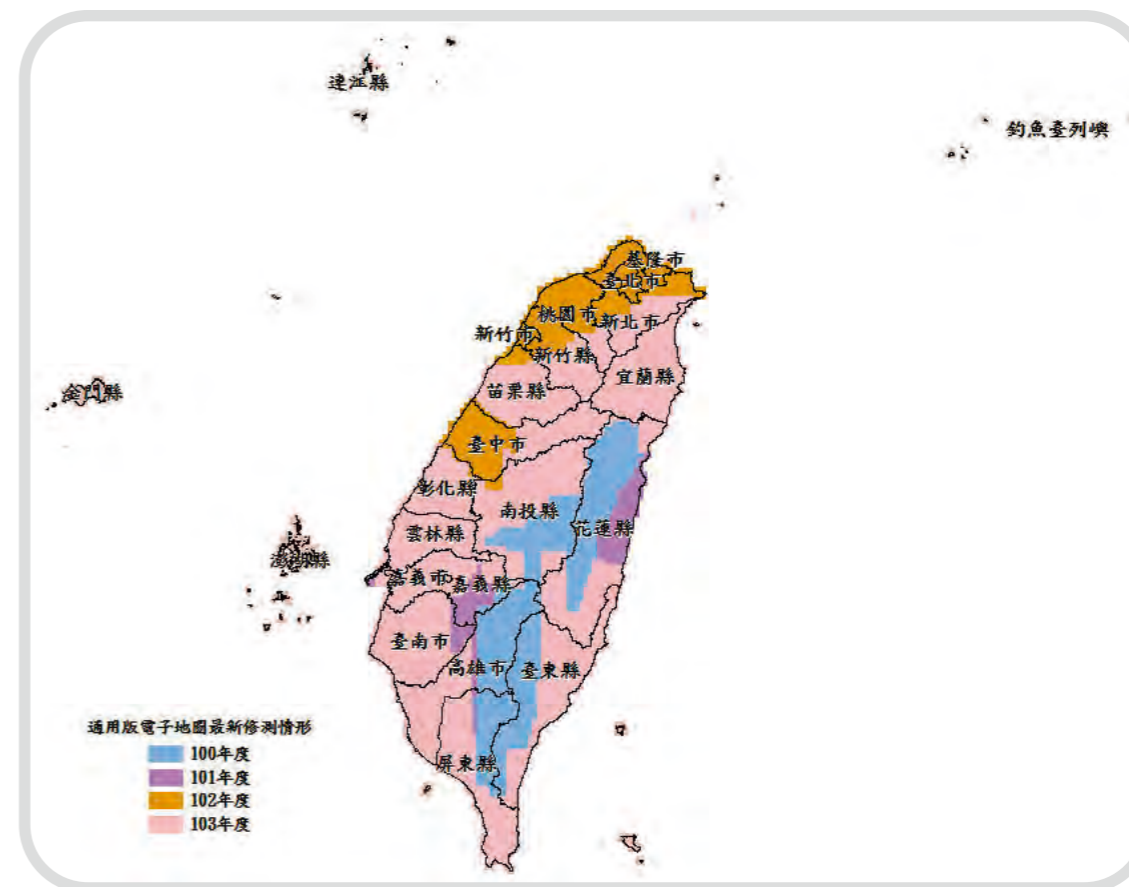 連江縣
釣魚臺列嶼
基隆市
臺北市
桃園市
新北市
新竹市
新竹縣
宜蘭縣
苗栗縣
金門縣
臺中市
彰化縣
南投縣
花蓮縣
雲林縣
澎湖縣
嘉義市
嘉義縣
臺南市
高雄市
臺東縣
屏東縣
通用版電子地圖最新修測情形
100年度
101年度
102年度
103年度